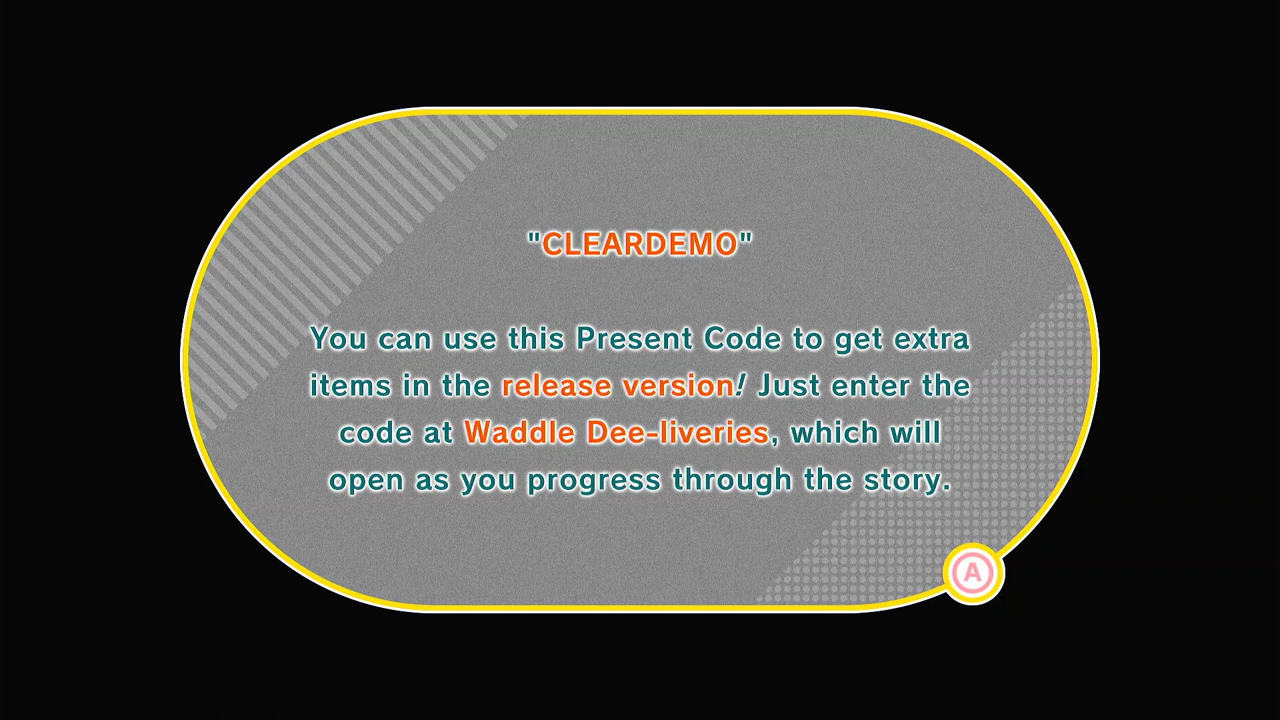 "CLEARDEMO"
You can use this Present Code to get extra
items in the release version! Just enter the
code at Waddle Dee-liveries, which will
open as you progress through the story.
A